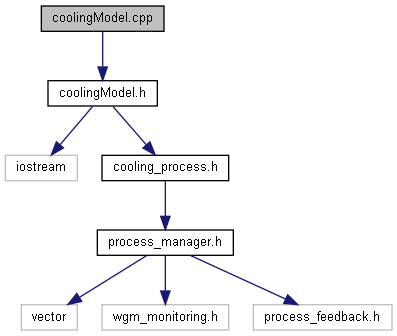 coolingModel.cpp
coolingModel.h
iostream
cooling_process.h
process_manager.h
vector
wgm_monitoring.h
process_feedback.h